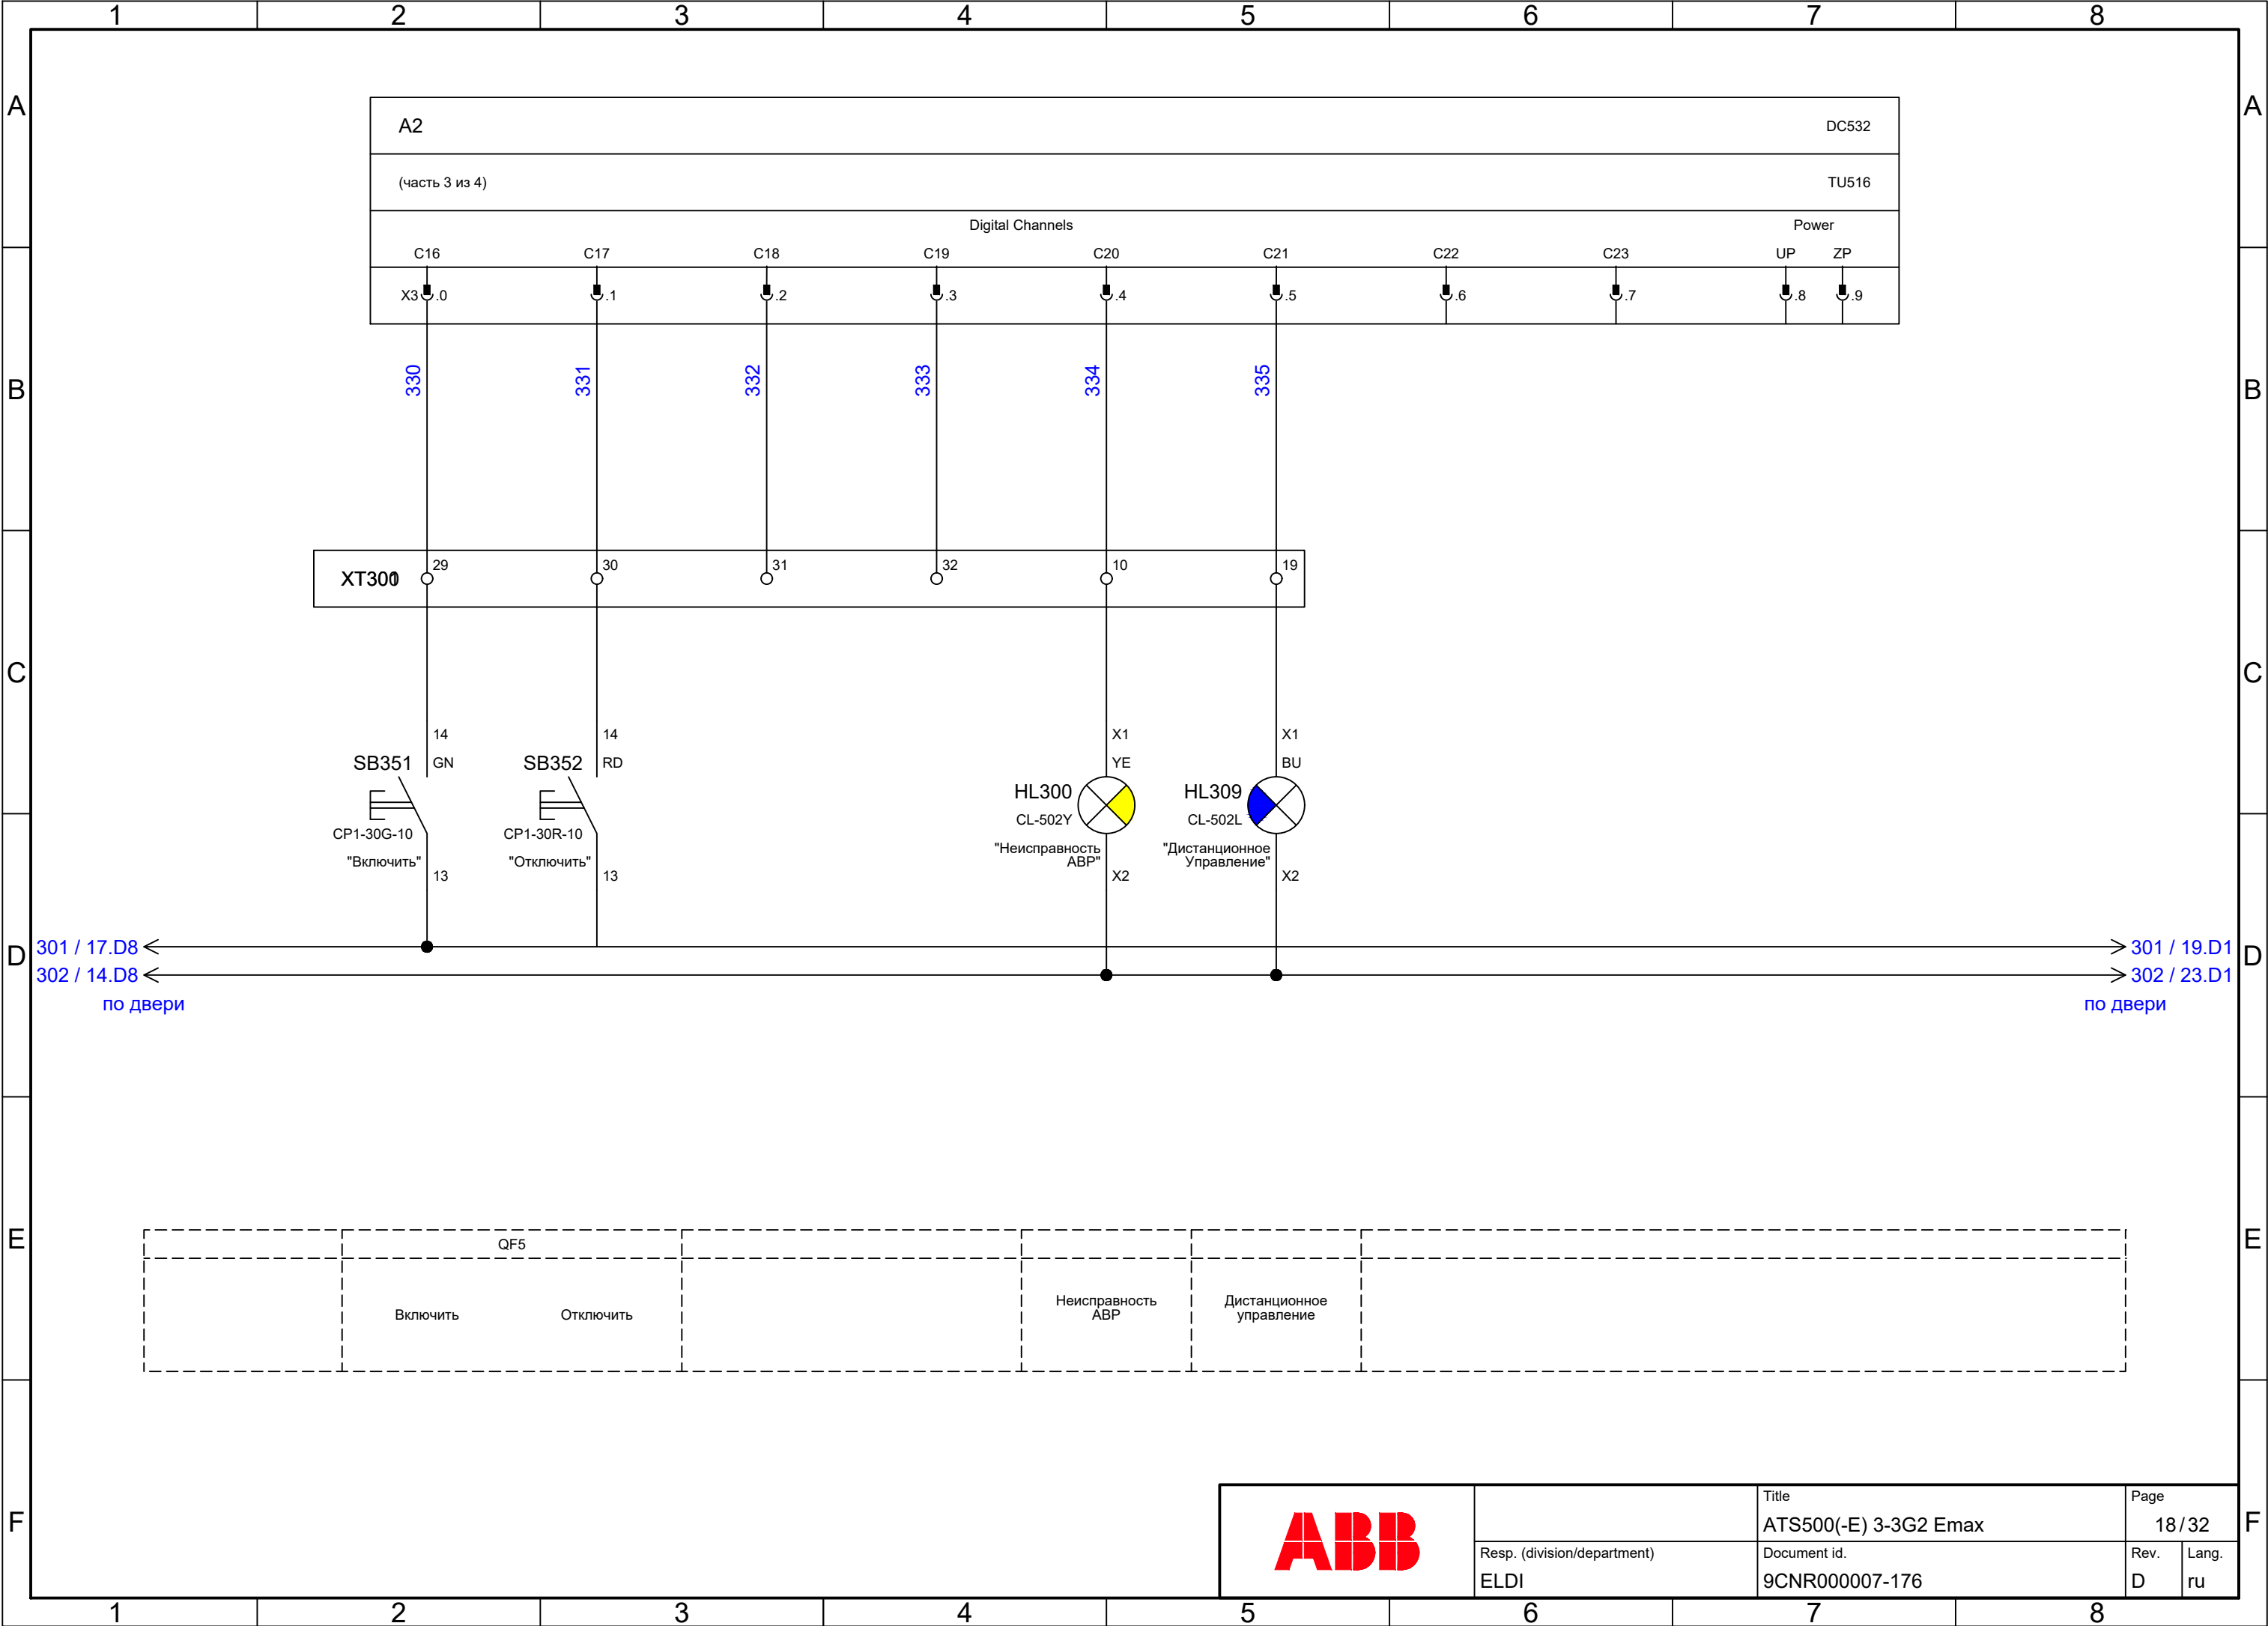 1 2 3 4 5 6 7 8
A A
A2 DC532
(часть 3 из 4) TU516
Digital Channels Power
C16 C17 C18 C19 C20 C21 C22 C23 UP ZP
X3 .0 .1 .2 .3 .4 .5 .6 .7 .8 .9
B B
330 331 332 333 334 335
29 30 31 32 10 19
C C
14 14 X1 X1
SB351 GN SB352 RD YE BU
HL300 HL309
CL-502Y CL-502L
CP1-30G-10 CP1-30R-10
"Неисправность
АВР"
"Дистанционное
Управление"
"Включить" "Отключить"
13 13 X2 X2
D D
301 / 17.D8 301 / 19.D1
302 / 14.D8 302 / 23.D1
по двери по двери
E E
QF5
Включить Отключить
Неисправность
АВР
Дистанционное
управление
F F
ABB
Title
ATS500(-E) 3-3G2 Emax
Page
18/32
Resp. (division/department)
ELDI
Document id.
9CNR000007-176
Rev.
D
Lang.
ru
1 2 3 4 5 6 7 8